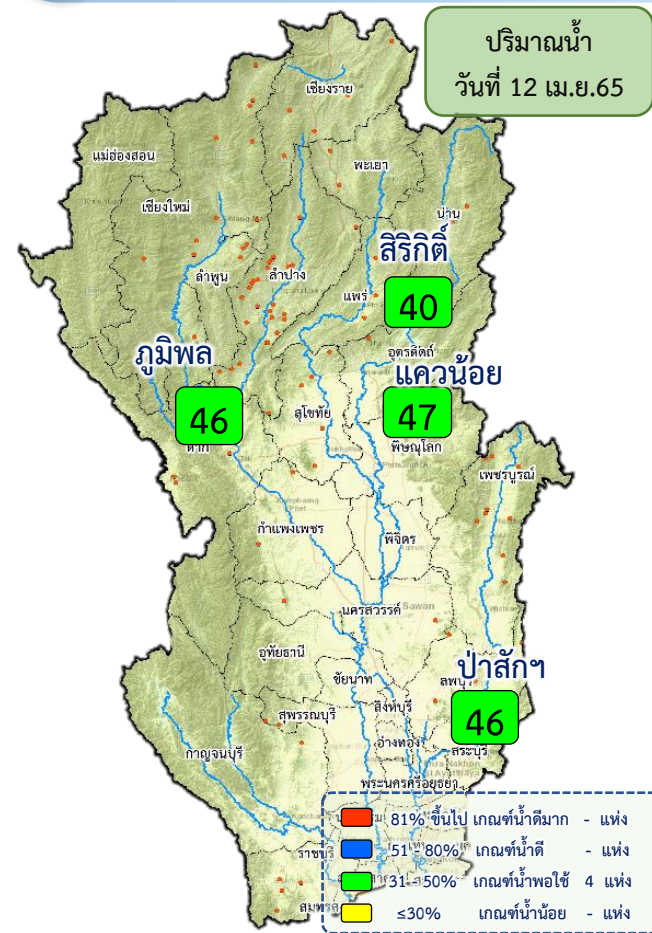 ปริมาณน้ำ
วันที่ 12 เม.ย.65
เชียงราย
แม่ฮ่องสอน
พะเยา
เชียงใหม่
น่าน
สิริกิติ์
ลำพูน
ลำปาง
แพร่
40
อุตรดิตถ์
ภูมิพล
แควน้อย
46
47
สุโขทัย
ตาก
พิษณุโลก
เพชรบูรณ์
กำแพงเพชร
พิจิตร
นครสวรรค์
Sawan
อุทัยธานี
ป่าสักฯ
ชัยนาท
ลพบุรี
สิงห์บุรี
สุพรรณบุรี
46
อ่างทอง
กาญจนบุรี
สระบุรี
พระนครศรีอยุธยา
81% ขึ้นไป เกณฑ์น้ำดีมาก - แห่ง
51 - 80% เกณฑ์น้ำดี - แห่ง
ราชบุรี
31 - 50% เกณฑ์น้ำพอใช้ 4 แห่ง
≤30% เกณฑ์น้ำน้อย - แห่ง